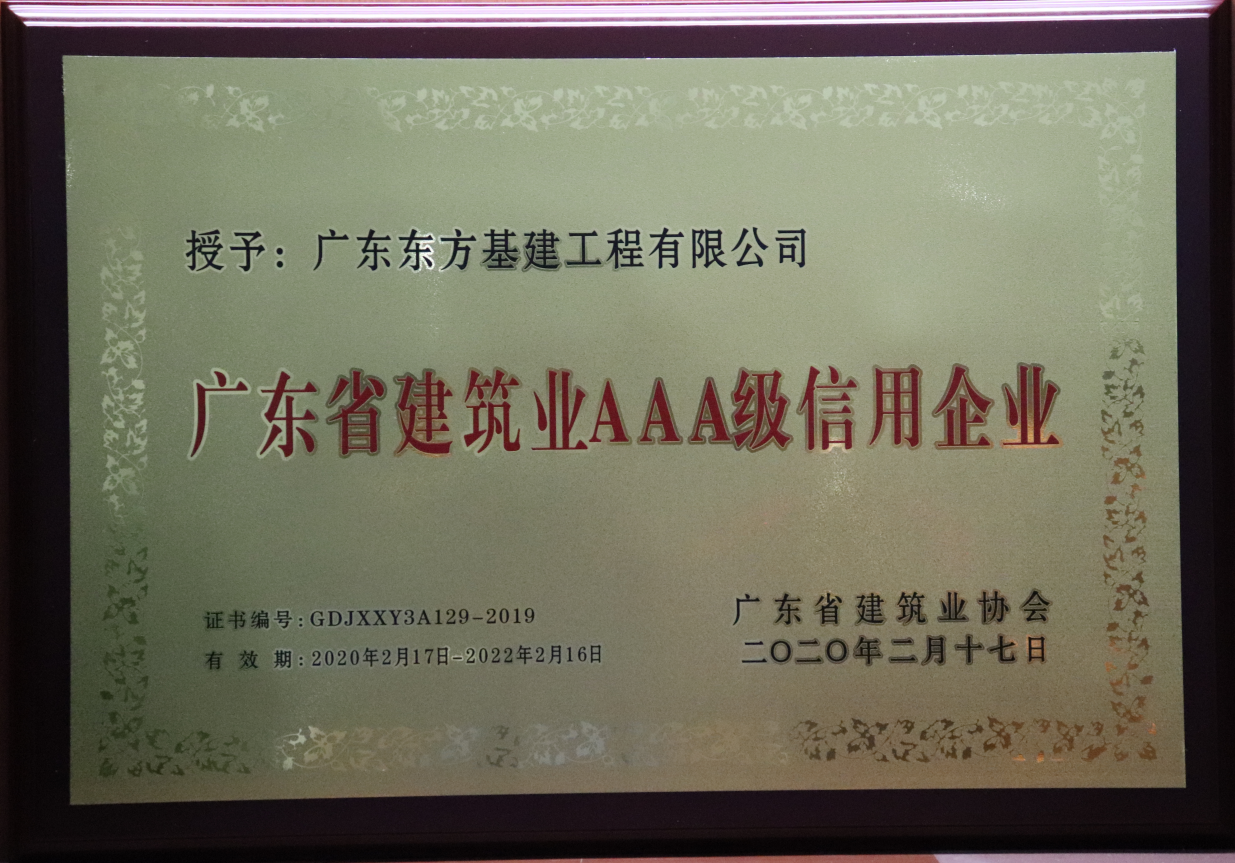 授予：广东东方基建工程有限公司
广东省建筑业AAA级信用企业
证书编号:GDJXXY3A129-2019
有 效 期:2020年2月17日-2022年2月16日
广东省建筑业协会
二〇二〇年二月十七日